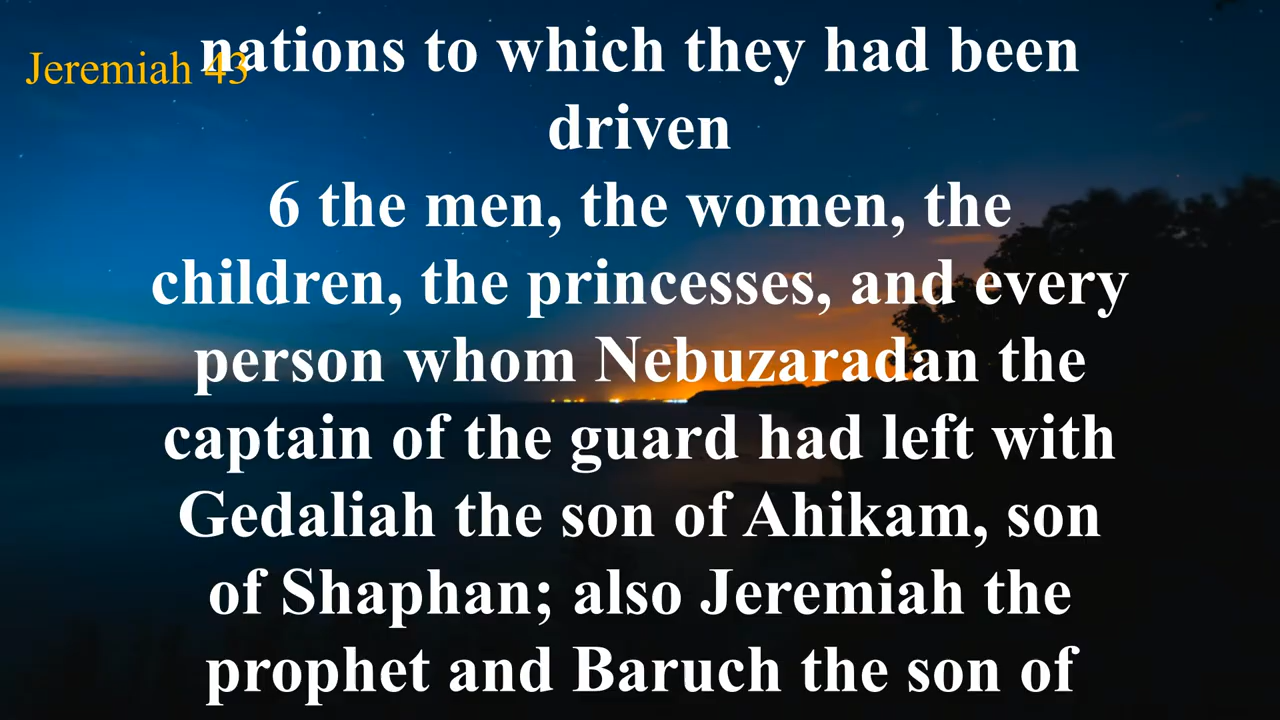 Jeremiah 43
nations to which they had been
driven
6 the men, the women, the
children, the princesses, and every
person whom Nebuzaradan the
captain of the guard had left with
Gedaliah the son of Ahikam, son
of Shaphan; also Jeremiah the
prophet and Baruch the son of